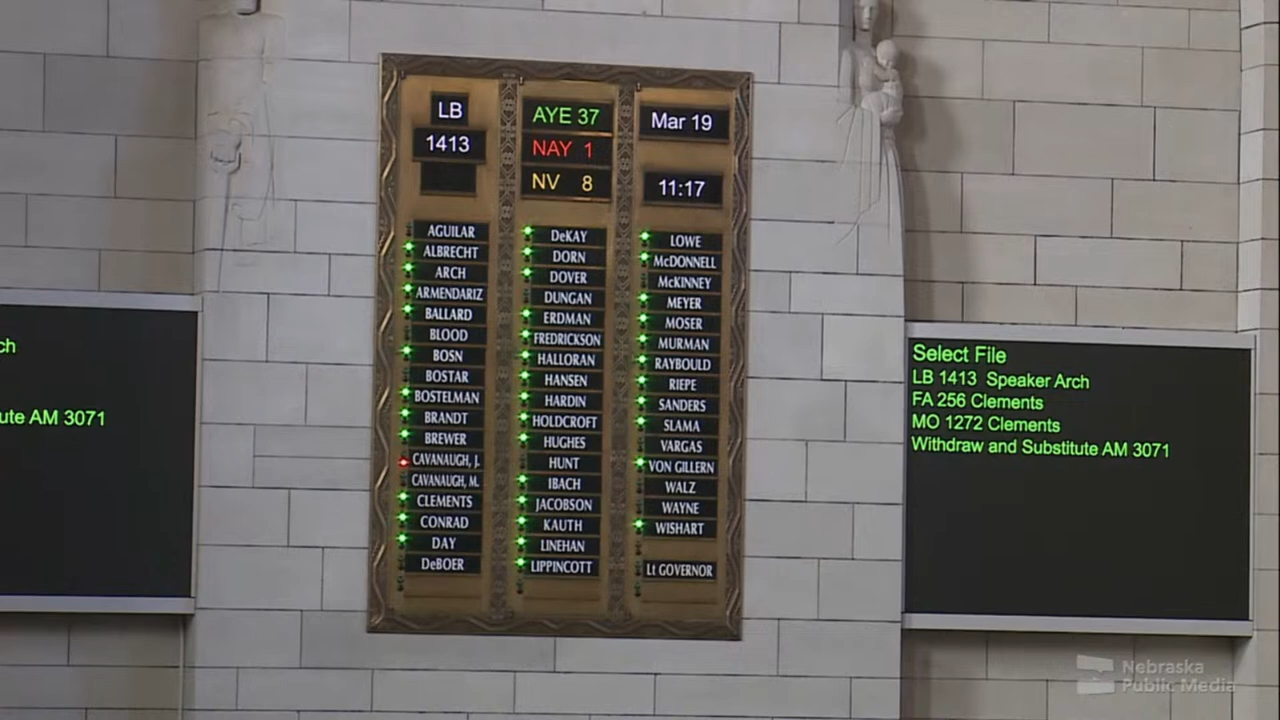 ch
ute AM 3071
LB
1413
AYE 37
NAY 1
NV 8
Mar 19
11:17
AGUILAR
ALBRECHT
ARCH
ARMENDARIZ
BALLARD
BLOOD
BOSN
BOSTAR
BOSTELMAN
BRANDT
BREWER
CAVANAUGH, J.
CAVANAUGH, M.
CLEMENTS
CONRAD
DAY
DeBOER
DeKAY
DORN
DOVER
DUNGAN
ERDMAN
FREDRICKSON
HALLORAN
HANSEN
HARDIN
HOLDCROFT
HUGHES
HUNT
IBACH
JACOBSON
KAUTH
LINEHAN
LIPPINCOTT
LOWE
McDONNELL
McKINNEY
MEYER
MOSER
MURMAN
RAYBOULD
RIEPE
SANDERS
SLAMA
VARGAS
VON GILLERN
WALZ
WAYNE
WISHART
Lt GOVERNOR
Select File
LB 1413 Speaker Arch
FA 256 Clements
MO 1272 Clements
Withdraw and Substitute AM 3071
Nebraska
Public Media